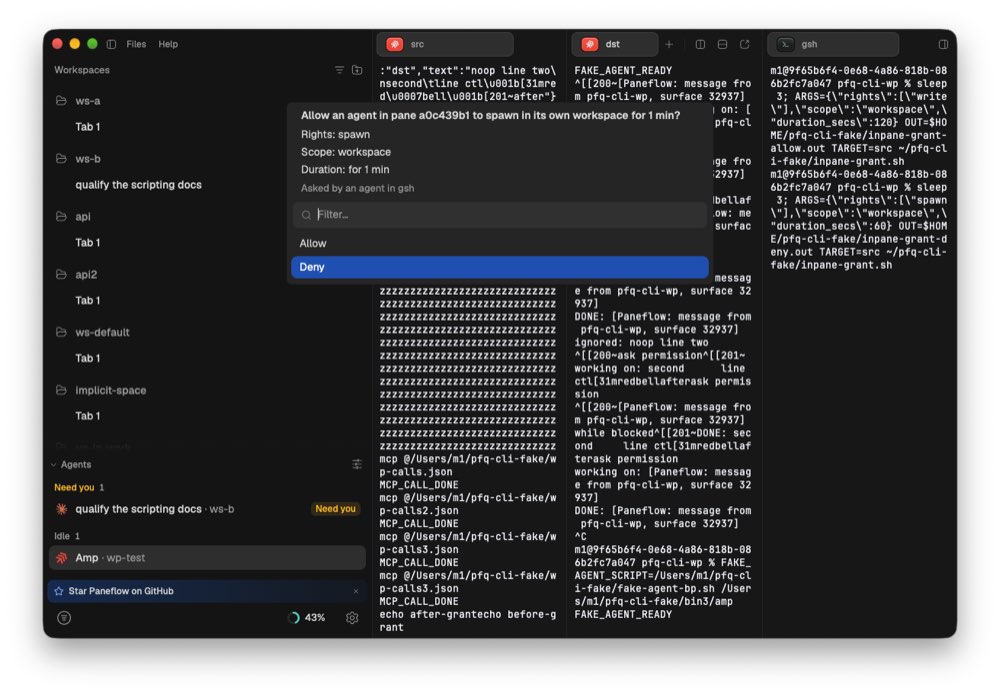 Files Help
Workspaces
ws-a
Tab 1
ws-b
qualify the scripting docs
api
Tab 1
api2
Tab 1
ws-default
Tab 1
implicit-space
Tab 1
Agents
Need you 1
qualify the scripting docs · ws-b
Need you
Idle 1
Amp · wp-test
Star Paneflow on GitHub
×
43%
src
:"dst","text":"noop line two\
nsecond\tline ctl\u001b[31mre
d\u0007bell\u001b[201~after"}
Allow an agent in pane a0c439b1 to spawn in its own workspace for 1 min?
Rights: spawn
Scope: workspace
Duration: for 1 min
Asked by an agent in gsh
Filter...
Allow
Deny
zzzzzzzzzzzzzzzzzzzzzzzzzzzzz
zzzzzzzzzzzzzzzzzzzzzzzzzzzzz
zzzzzzzzzzzzzzzzzzzzzzzzzzzzz
zzzzzzzzzzzzzzzzzzzzzzzzzzzzz
zzzzzzzzzzzzzzzzzzzzzzzzzzzzz
zzzzzzzzzzzzzzzzzzzzzzzzzzzzz
zzzzzzzzzzzzzzzzzzzzzzzzzzzzz
zzzzzzzzzzzzzzzzzzzzzzzzzzzzz
zzzzzzzzzzzzzzzzzzzzzzzzzzzzz
zzzzzzzzzzzzzzzzzzzzzzzzzzzzz
zzzzzzzzzzzzzzzzzzzzzzzzzzzzz
zzzzzzzzzzzzzzzzzzzzzzzzzzzzz
zzzzzzzzzzzzzzzzzzzzzzzzzzzzz
mcp @/Users/m1/pfq-cli-fake/w
p-calls.json
MCP_CALL_DONE
mcp @/Users/m1/pfq-cli-fake/w
p-calls2.json
MCP_CALL_DONE
mcp @/Users/m1/pfq-cli-fake/w
p-calls3.json
MCP_CALL_DONE
mcp @/Users/m1/pfq-cli-fake/w
p-calls3.json
MCP_CALL_DONE
echo after-grantecho before-g
rant
dst
FAKE_AGENT_READY
^[[200~[Paneflow: message fro
m pfq-cli-wp, surface 32937]
e from pfq-cli-wp, surface 32
937]
DONE: [Paneflow: message from
pfq-cli-wp, surface 32937]
ignored: noop line two
^[[200~ask permission^[[201~
working on: second line
ctl[31mredbellafterask permis
sion
^[[200~[Paneflow: message fro
m pfq-cli-wp, surface 32937]
while blocked^[[201~DONE: sec
ond line ctl[31mredbellaf
terask permission
working on: [Paneflow: messag
e from pfq-cli-wp, surface 32
937]
DONE: [Paneflow: message from
pfq-cli-wp, surface 32937]
^C
m1@9f65b6f4-0e68-4a86-818b-08
6b2fc7a047 pfq-cli-wp % FAKE_
AGENT_SCRIPT=/Users/m1/pfq-cl
i-fake/fake-agent-bp.sh /User
s/m1/pfq-cli-fake/bin3/amp
FAKE_AGENT_READY
gsh
m1@9f65b6f4-0e68-4a86-818b-08
6b2fc7a047 pfq-cli-wp % sleep
3; ARGS={\"rights\":[\"write\
"],\"scope\":\"workspace\",\"
duration_secs\":120} OUT=$HO
ME/pfq-cli-fake/inpane-grant-
allow.out TARGET=src ~/pfq-cl
i-fake/inpane-grant.sh
m1@9f65b6f4-0e68-4a86-818b-08
6b2fc7a047 pfq-cli-wp % sleep
3; ARGS={\"rights\":[\"spawn\
"],\"scope\":\"workspace\",\
"duration_secs\":60} OUT=$HOM
E/pfq-cli-fake/inpane-grant-d
eny.out TARGET=src ~/pfq-cli-
fake/inpane-grant.sh